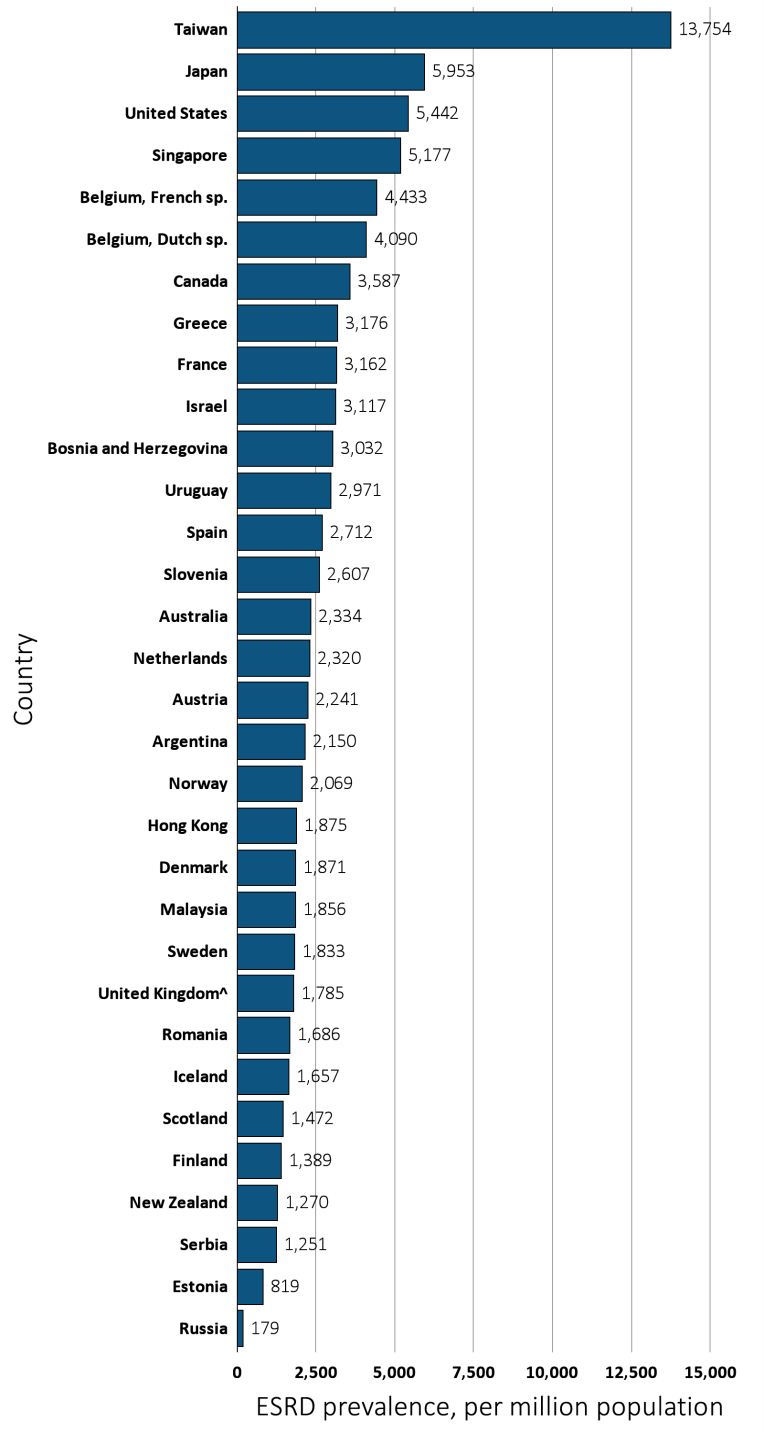 Taiwan 13,754
Japan 5,953
United States 5,442
Singapore 5,177
Belgium, French sp. 4,433
Belgium, Dutch sp. 4,090
Canada 3,587
Greece 3,176
France 3,162
Israel 3,117
Bosnia and Herzegovina 3,032
Uruguay 2,971
Spain 2,712
Slovenia 2,607
Australia 2,334
Netherlands 2,320
Austria 2,241
Argentina 2,150
Norway 2,069
Hong Kong 1,875
Denmark 1,871
Malaysia 1,856
Sweden 1,833
United Kingdom^ 1,785
Romania 1,686
Iceland 1,657
Scotland 1,472
Finland 1,389
New Zealand 1,270
Serbia 1,251
Estonia 819
Russia 179
Country
0 2,500 5,000 7,500 10,000 12,500 15,000
ESRD prevalence, per million population